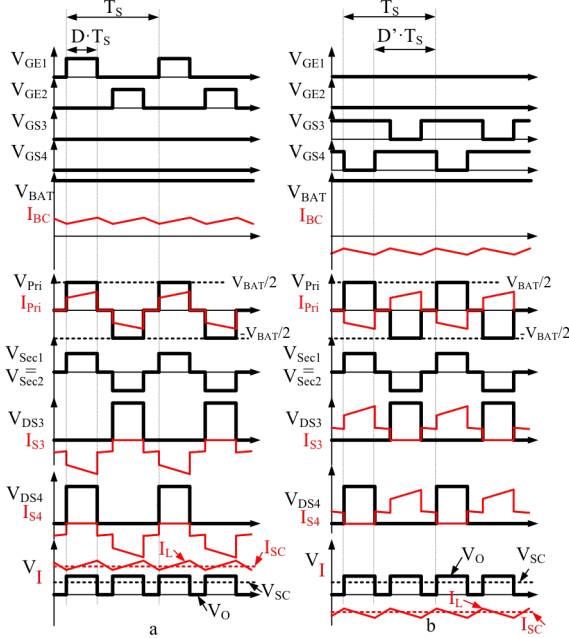 T_S
D·T_S
V_GE1
V_GE2
V_GS3
V_GS4
V_BAT
I_BC
V_Pri
I_Pri
V_BAT/2
-V_BAT/2
V_Sec1
=
V_Sec2
V_DS3
I_S3
V_DS4
I_S4
I_L
I_SC
V_I
V_SC
V_O
a
T_S
D'·T_S
V_GE1
V_GE2
V_GS3
V_GS4
V_BAT
I_BC
V_Pri
I_Pri
V_BAT/2
-V_BAT/2
V_Sec1
=
V_Sec2
V_DS3
I_S3
V_DS4
I_S4
V_I
V_O
V_SC
I_L
I_SC
b